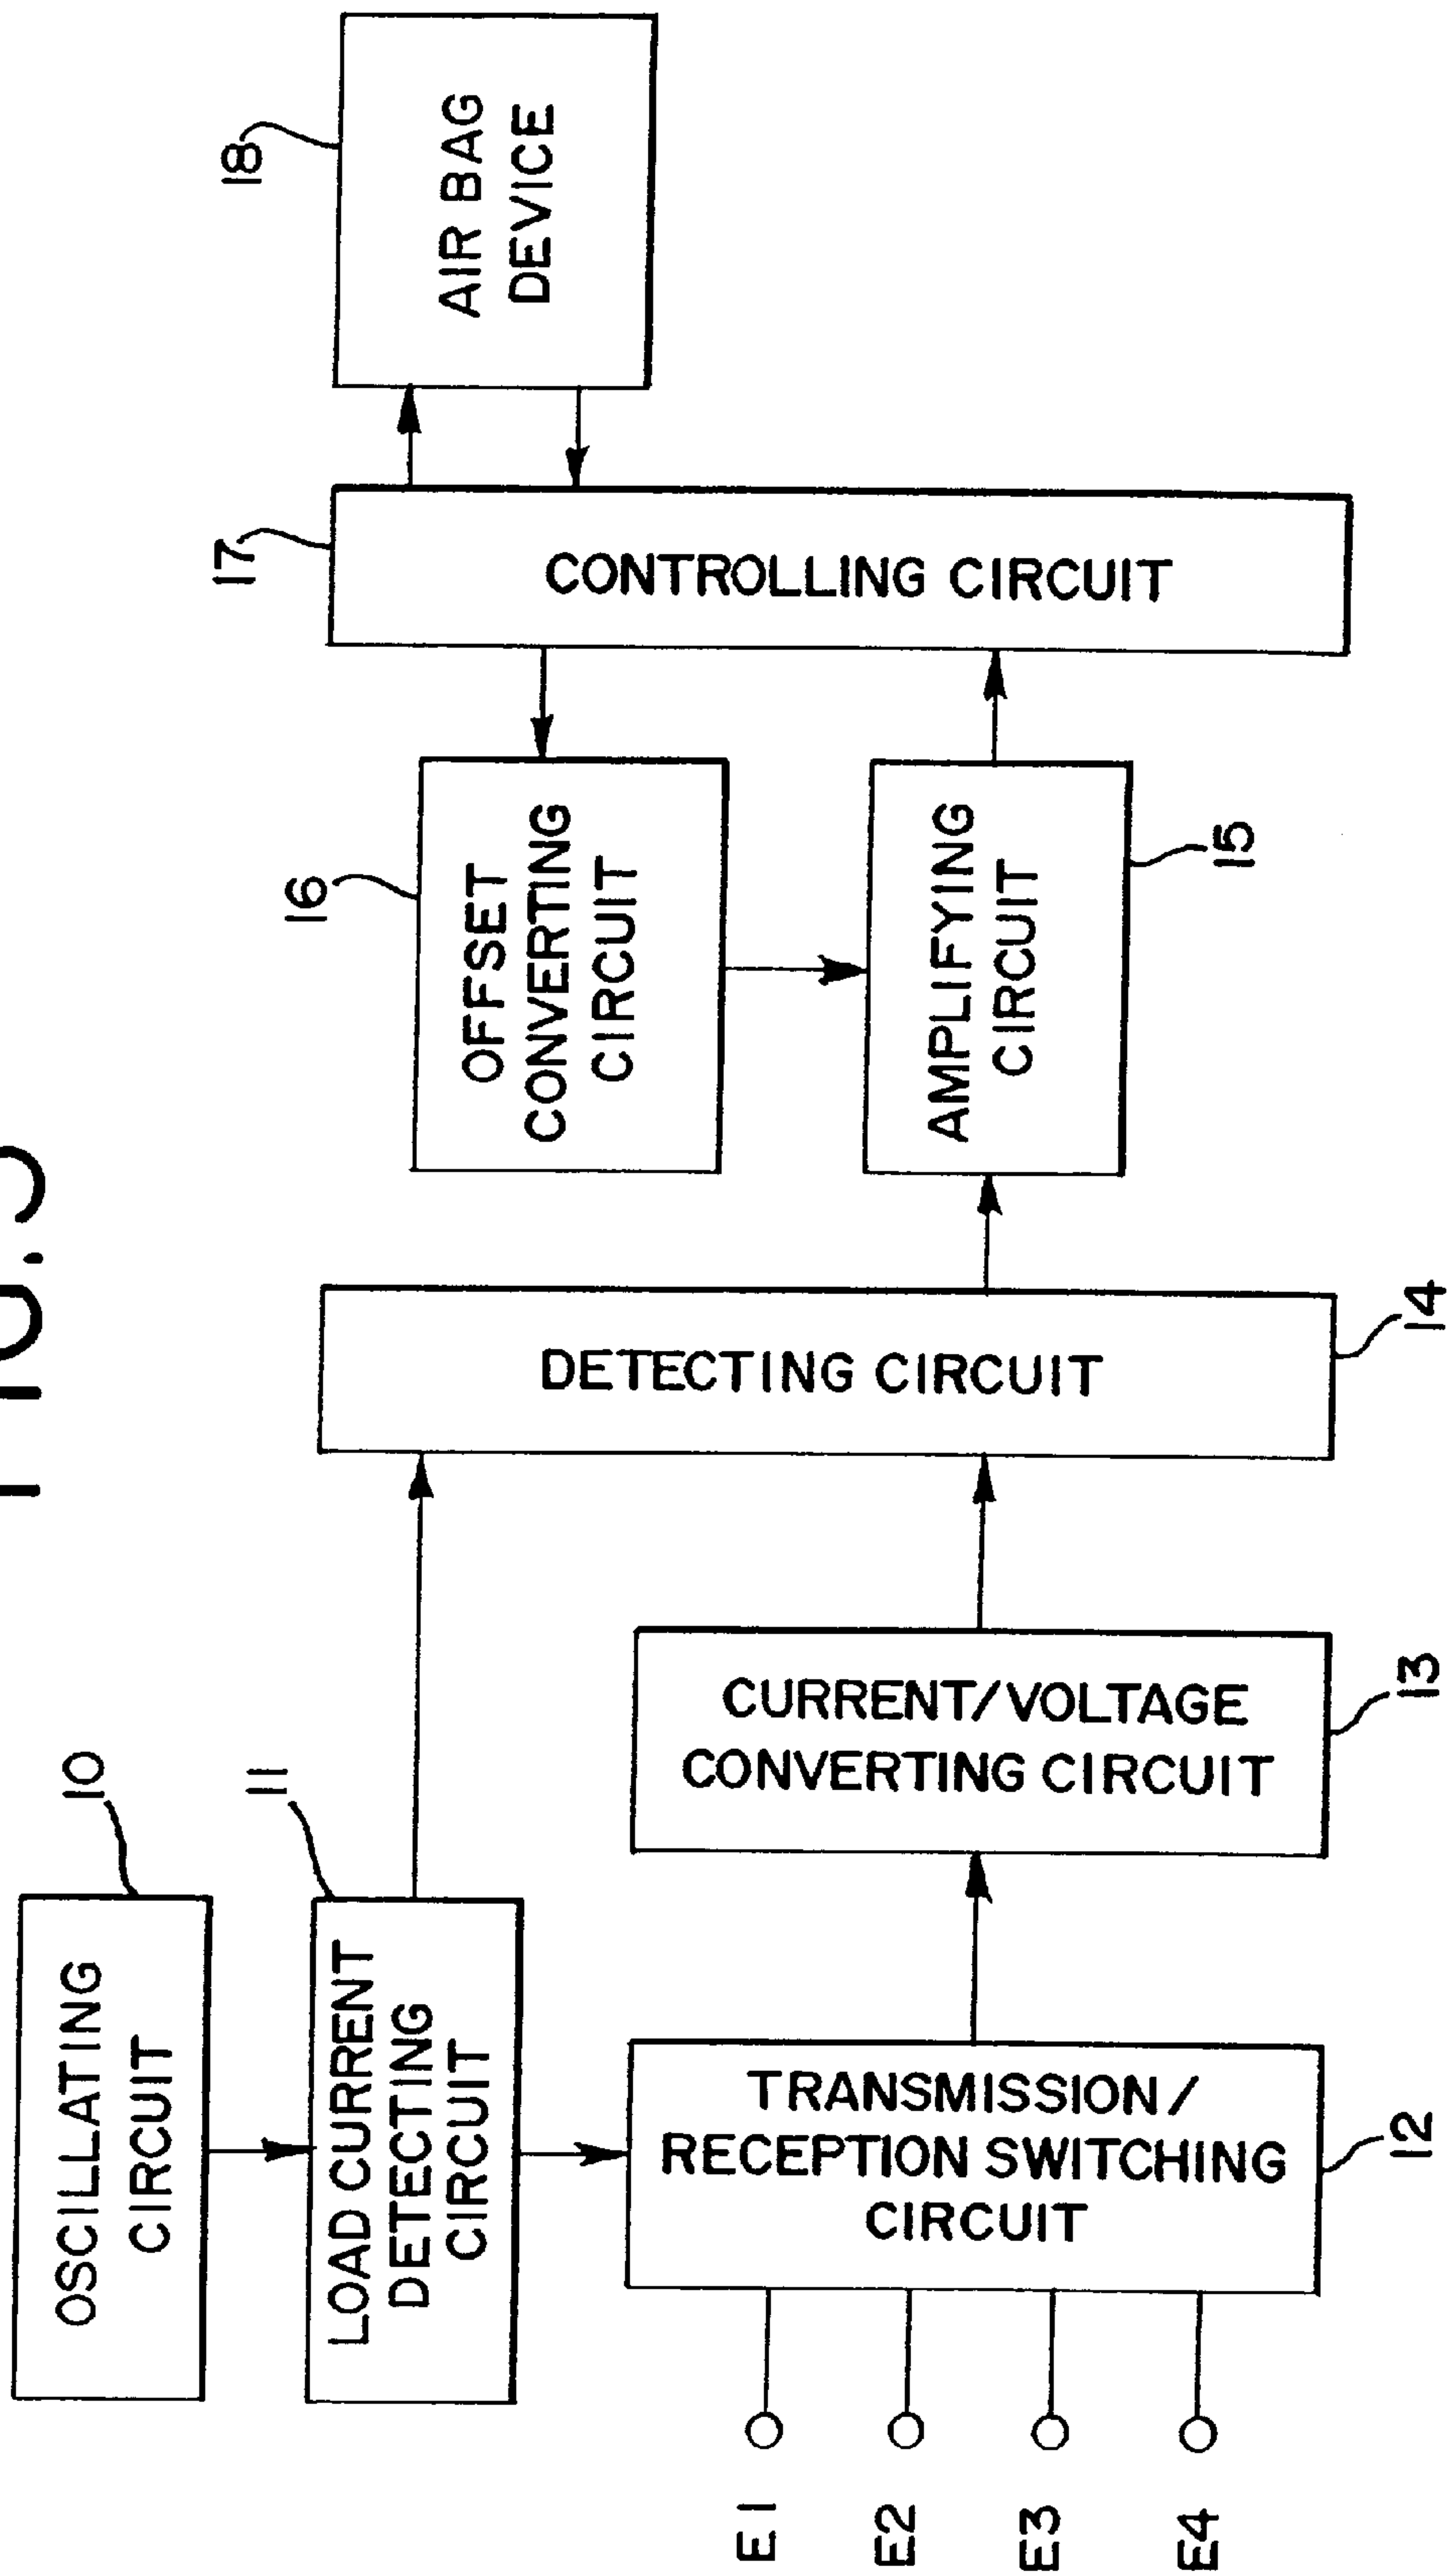 FIG.
10
OSCILLATING
CIRCUIT
11
LOAD CURRENT
DETECTING
CIRCUIT
E1
E2
E3
E4
TRANSMISSION/
RECEPTION SWITCHING
CIRCUIT
12
CURRENT/VOLTAGE
CONVERTING CIRCUIT
13
DETECTING CIRCUIT
14
16
OFFSET
CONVERTING
CIRCUIT
AMPLIFYING
CIRCUIT
15
17
CONTROLLING CIRCUIT
18
AIR BAG
DEVICE